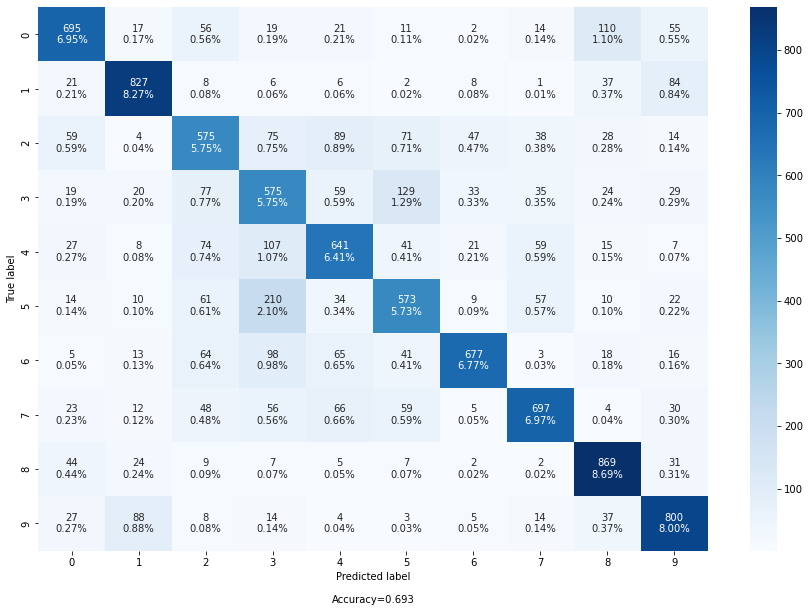 695 17 56 19 21 11 2 14 110 55
6.95% 0.17% 0.56% 0.19% 0.21% 0.11% 0.02% 0.14% 1.10% 0.55%
0
21 827 8 6 6 2 8 1 37 84
0.21% 8.27% 0.08% 0.06% 0.06% 0.02% 0.08% 0.01% 0.37% 0.84%
1
59 4 575 75 89 71 47 38 28 14
0.59% 0.04% 5.75% 0.75% 0.89% 0.71% 0.47% 0.38% 0.28% 0.14%
2
19 20 77 575 59 129 33 35 24 29
0.19% 0.20% 0.77% 5.75% 0.59% 1.29% 0.33% 0.35% 0.24% 0.29%
3
27 8 74 107 641 41 21 59 15 7
0.27% 0.08% 0.74% 1.07% 6.41% 0.41% 0.21% 0.59% 0.15% 0.07%
4
True label
14 10 61 210 34 573 9 57 10 22
0.14% 0.10% 0.61% 2.10% 0.34% 5.73% 0.09% 0.57% 0.10% 0.22%
5
5 13 64 98 65 41 677 3 18 16
0.05% 0.13% 0.64% 0.98% 0.65% 0.41% 6.77% 0.03% 0.18% 0.16%
6
23 12 48 56 66 59 5 697 4 30
0.23% 0.12% 0.48% 0.56% 0.66% 0.59% 0.05% 6.97% 0.04% 0.30%
7
44 24 9 7 5 7 2 2 869 31
0.44% 0.24% 0.09% 0.07% 0.05% 0.07% 0.02% 0.02% 8.69% 0.31%
8
27 88 8 14 4 3 5 14 37 800
0.27% 0.88% 0.08% 0.14% 0.04% 0.03% 0.05% 0.14% 0.37% 8.00%
9
0 1 2 3 4 5 6 7 8 9
Predicted label
Accuracy=0.693
800
700
600
500
400
300
200
100